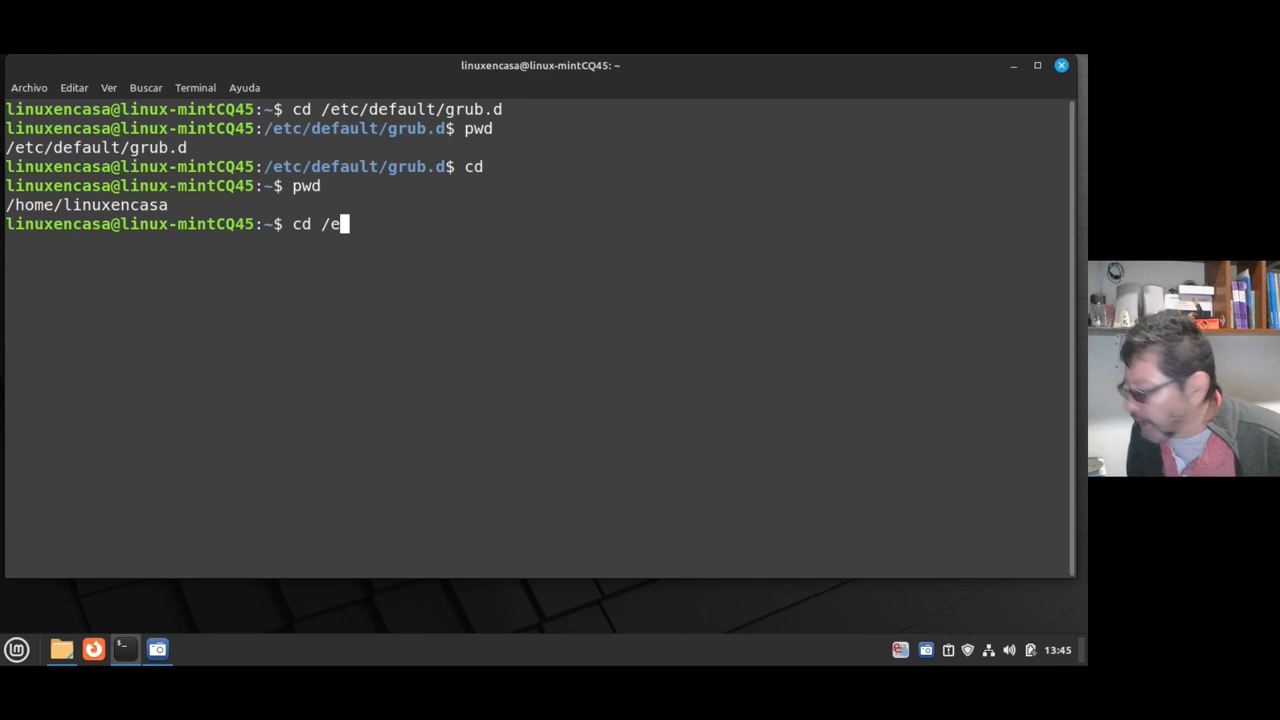 linuxencasa@linux-mintCQ45: ~
Archivo Editar Ver Buscar Terminal Ayuda
linuxencasa@linux-mintCQ45:~$ cd /etc/default/grub.d
linuxencasa@linux-mintCQ45:/etc/default/grub.d$ pwd
/etc/default/grub.d
linuxencasa@linux-mintCQ45:/etc/default/grub.d$ cd
linuxencasa@linux-mintCQ45:~$ pwd
/home/linuxencasa
linuxencasa@linux-mintCQ45:~$ cd /e
13:45